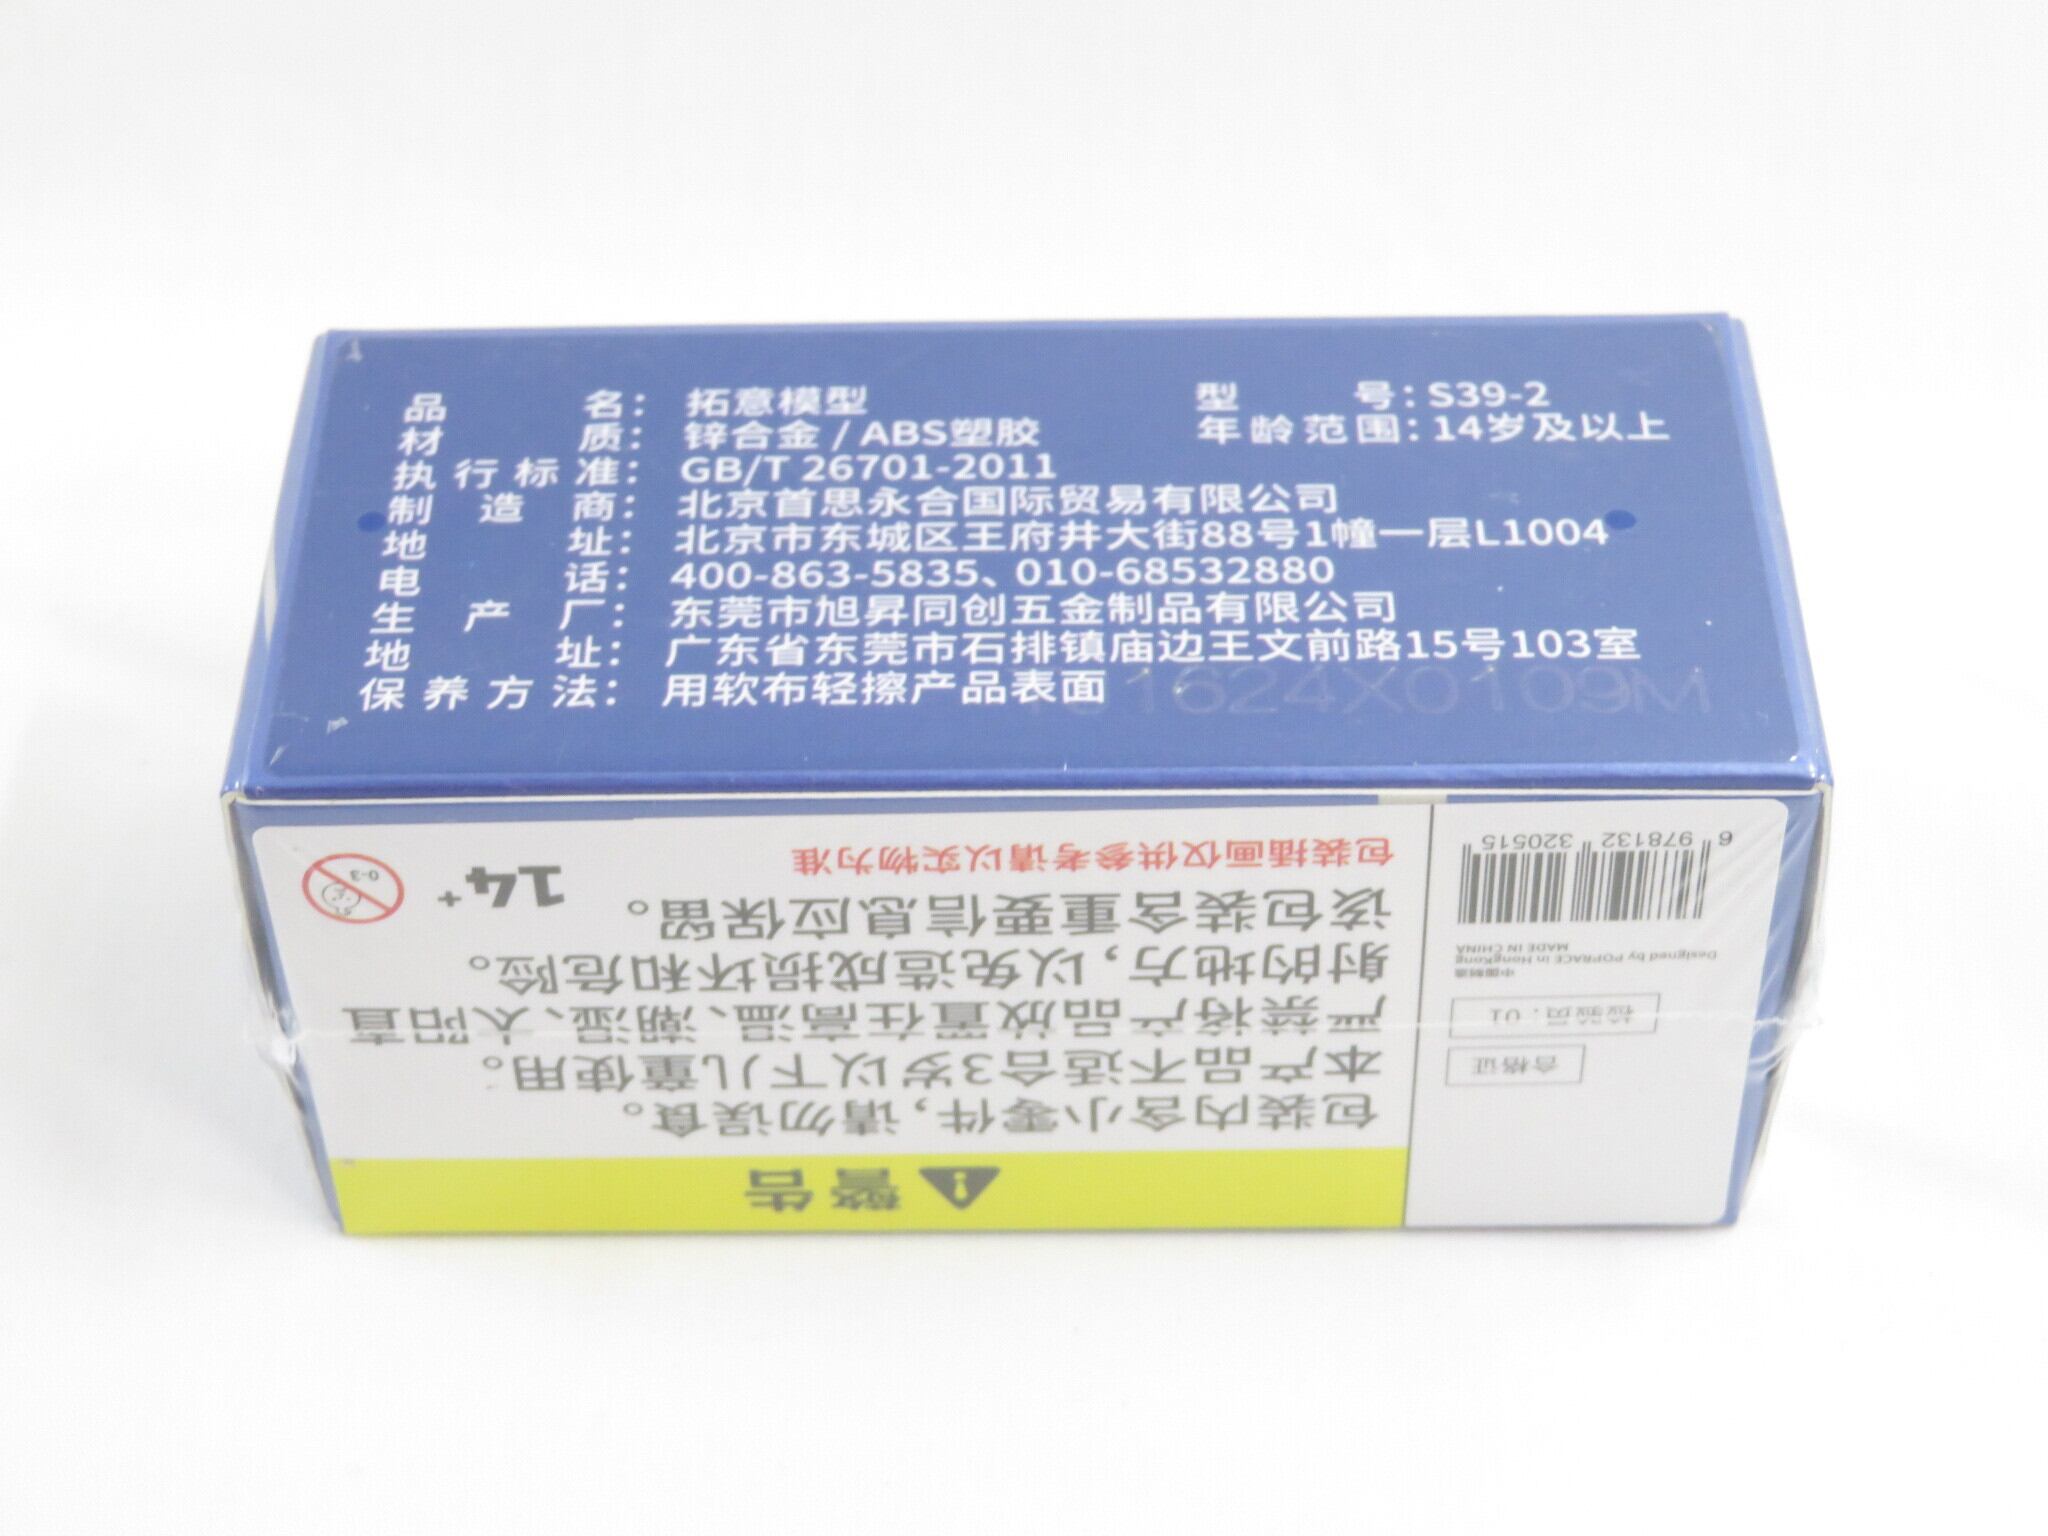 品名：拓意模型 型号：S39-2
材质：锌合金 / ABS塑胶 年龄范围：14岁及以上
执行标准：GB/T 26701-2011
制造商：北京首思永合国际贸易有限公司
地址：北京市东城区王府井大街88号1幢一层L1004
电话：400-863-5835、010-68532880
生产厂：东莞市旭昇同创五金制品有限公司
地址：广东省东莞市石排镇庙边王文前路15号103室
保养方法：用软布轻擦产品表面
1624X0109M
警告
包装内含小零件，请勿误食。
本产品不适合3岁以下儿童使用。
严禁将产品放置在高温、潮湿、太阳直
射的地方，以免造成损坏和危险。
该包装含重要信息应保留。
包装插画仅供参考请以实物为准
14+
0-3
合格证
检验员：01
中国制造
Designed by POPRACE in HongKong
MADE IN CHINA
6 978132 320515